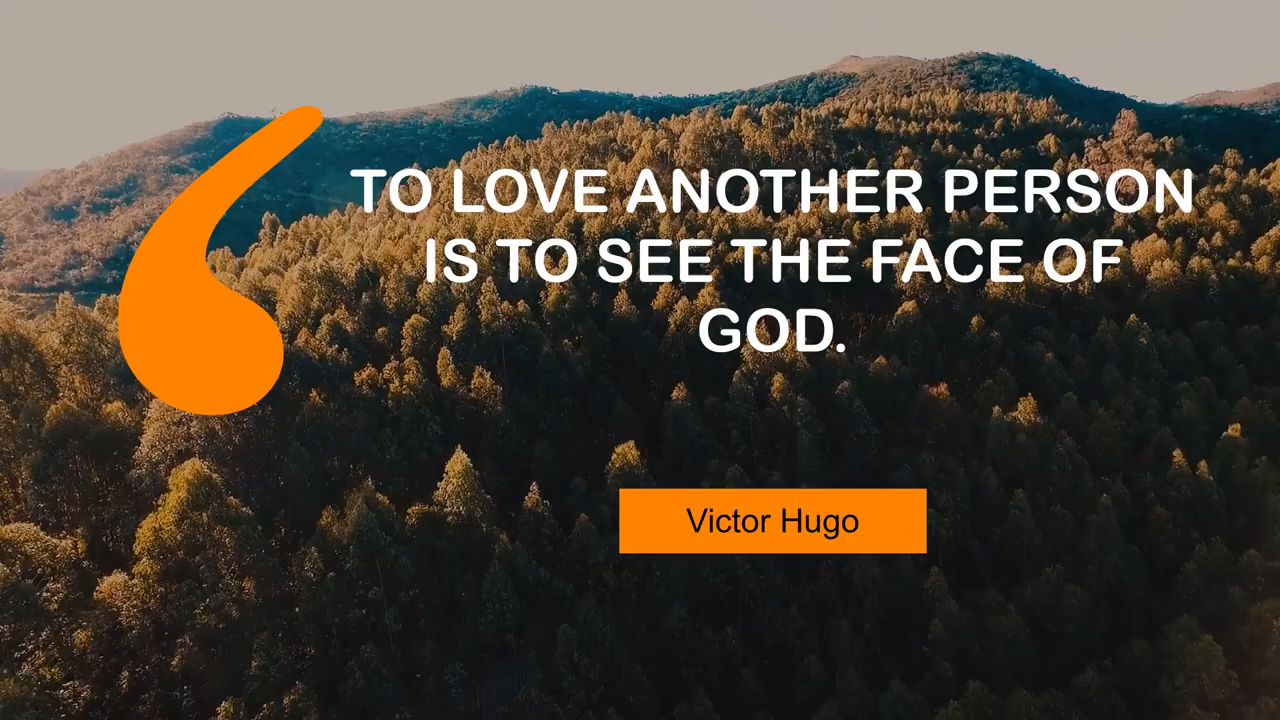 TO LOVE ANOTHER PERSON
IS TO SEE THE FACE OF
GOD.
Victor Hugo